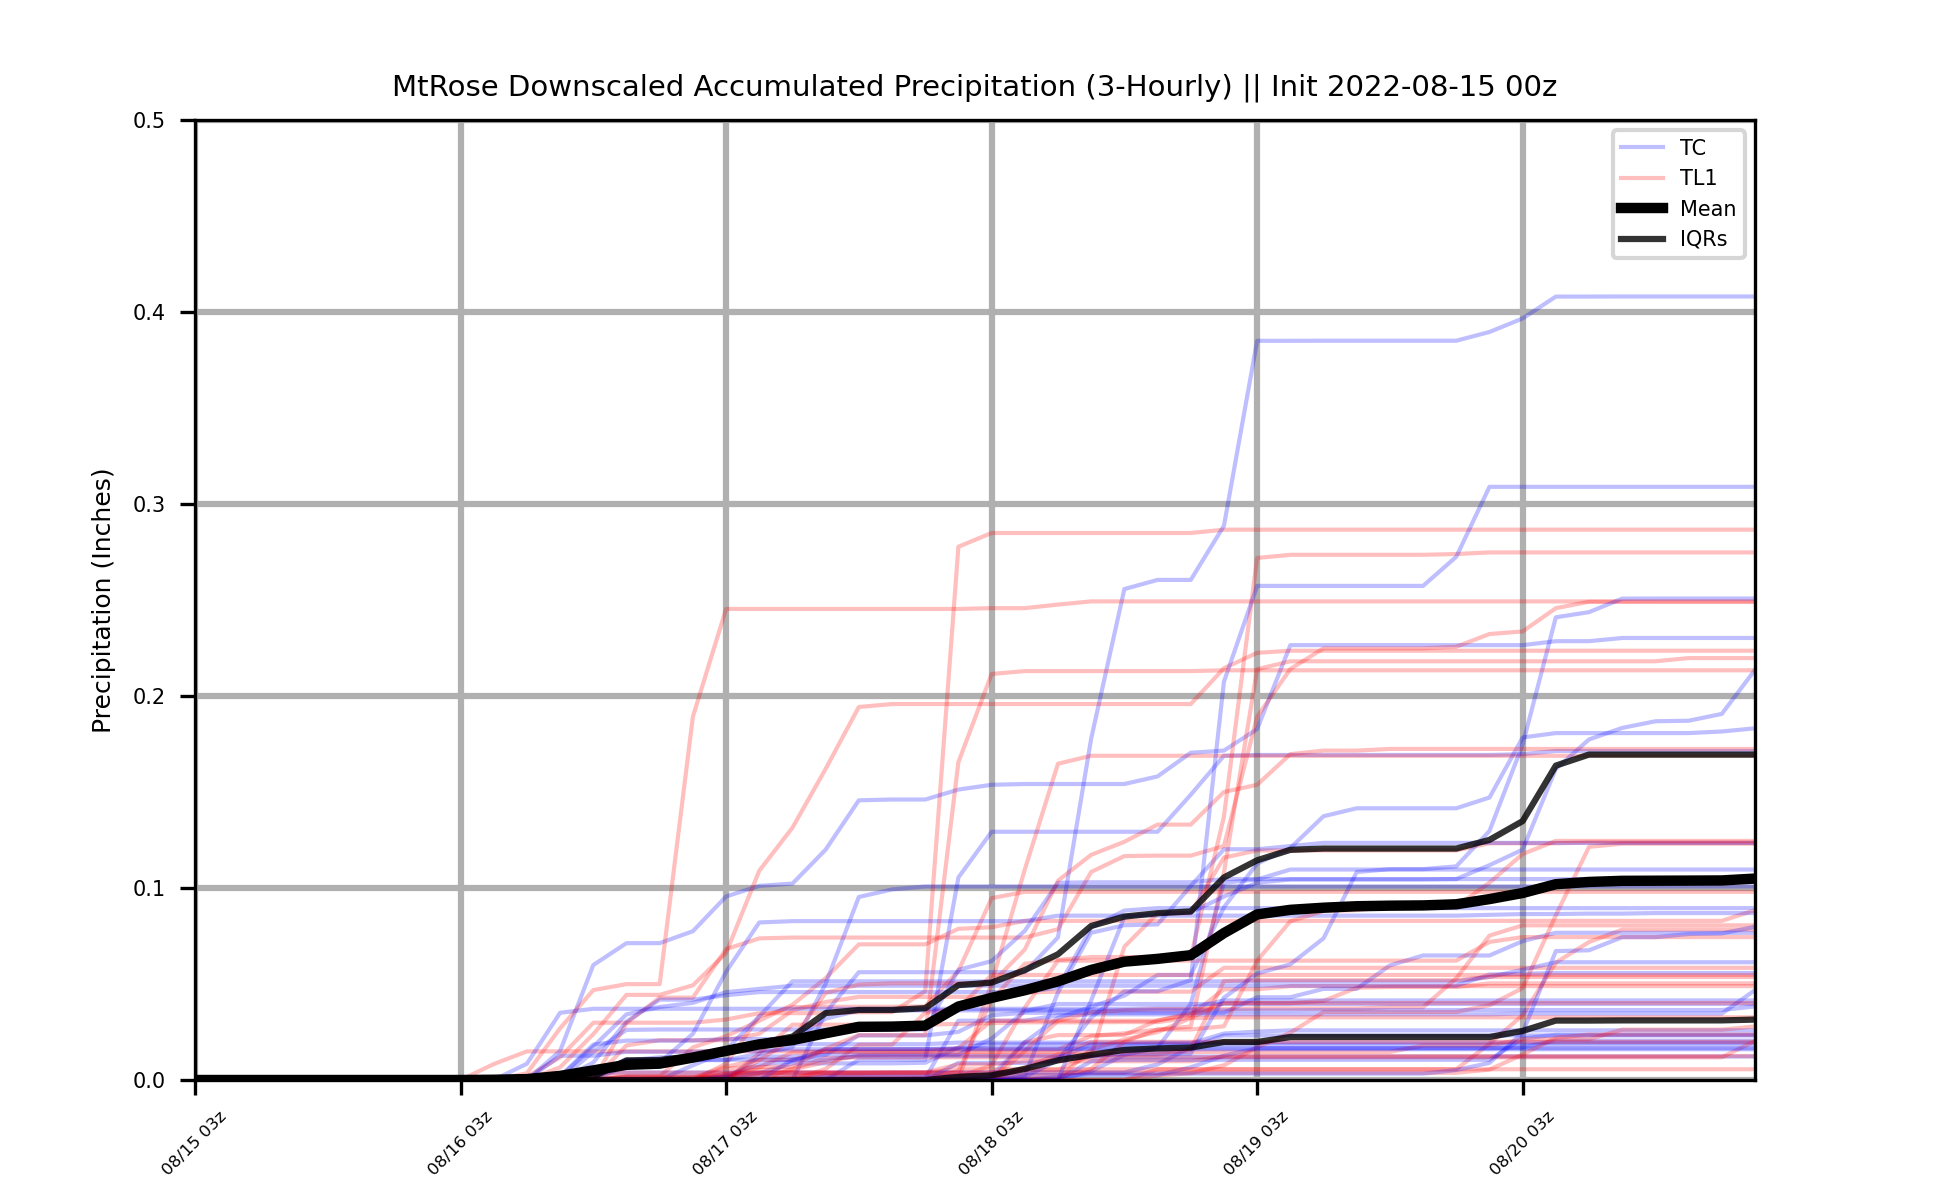 MtRose Downscaled Accumulated Precipitation (3-Hourly) || Init 2022-08-15 00z
0.5
0.4
0.3
0.2
0.1
0.0
Precipitation (Inches)
TC
TL1
Mean
IQRs
08/15 03z
08/16 03z
08/17 03z
08/18 03z
08/19 03z
08/20 03z